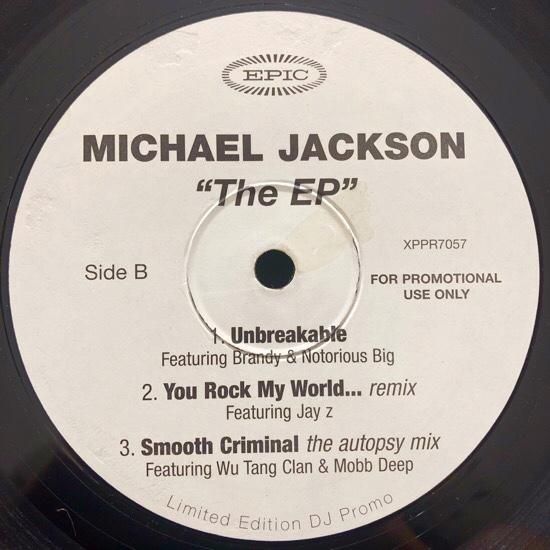 EPIC
MICHAEL JACKSON
"The EP"
XPPR7057
Side B
FOR PROMOTIONAL
USE ONLY
1. Unbreakable
Featuring Brandy & Notorious Big
2. You Rock My World... remix
Featuring Jay z
3. Smooth Criminal the autopsy mix
Featuring Wu Tang Clan & Mobb Deep
Limited Edition DJ Promo